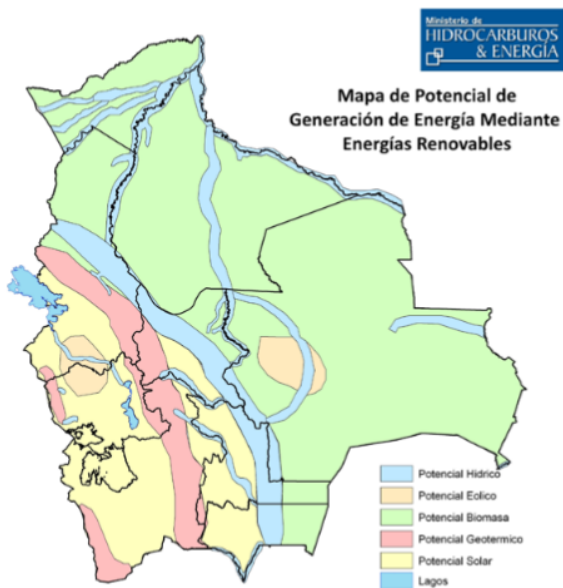 Ministerio de
HIDROCARBUROS
& ENERGÍA
Mapa de Potencial de
Generación de Energía Mediante
Energías Renovables
Potencial Hídrico
Potencial Eolico
Potencial Biomasa
Potencial Geotermico
Potencial Solar
Lagos